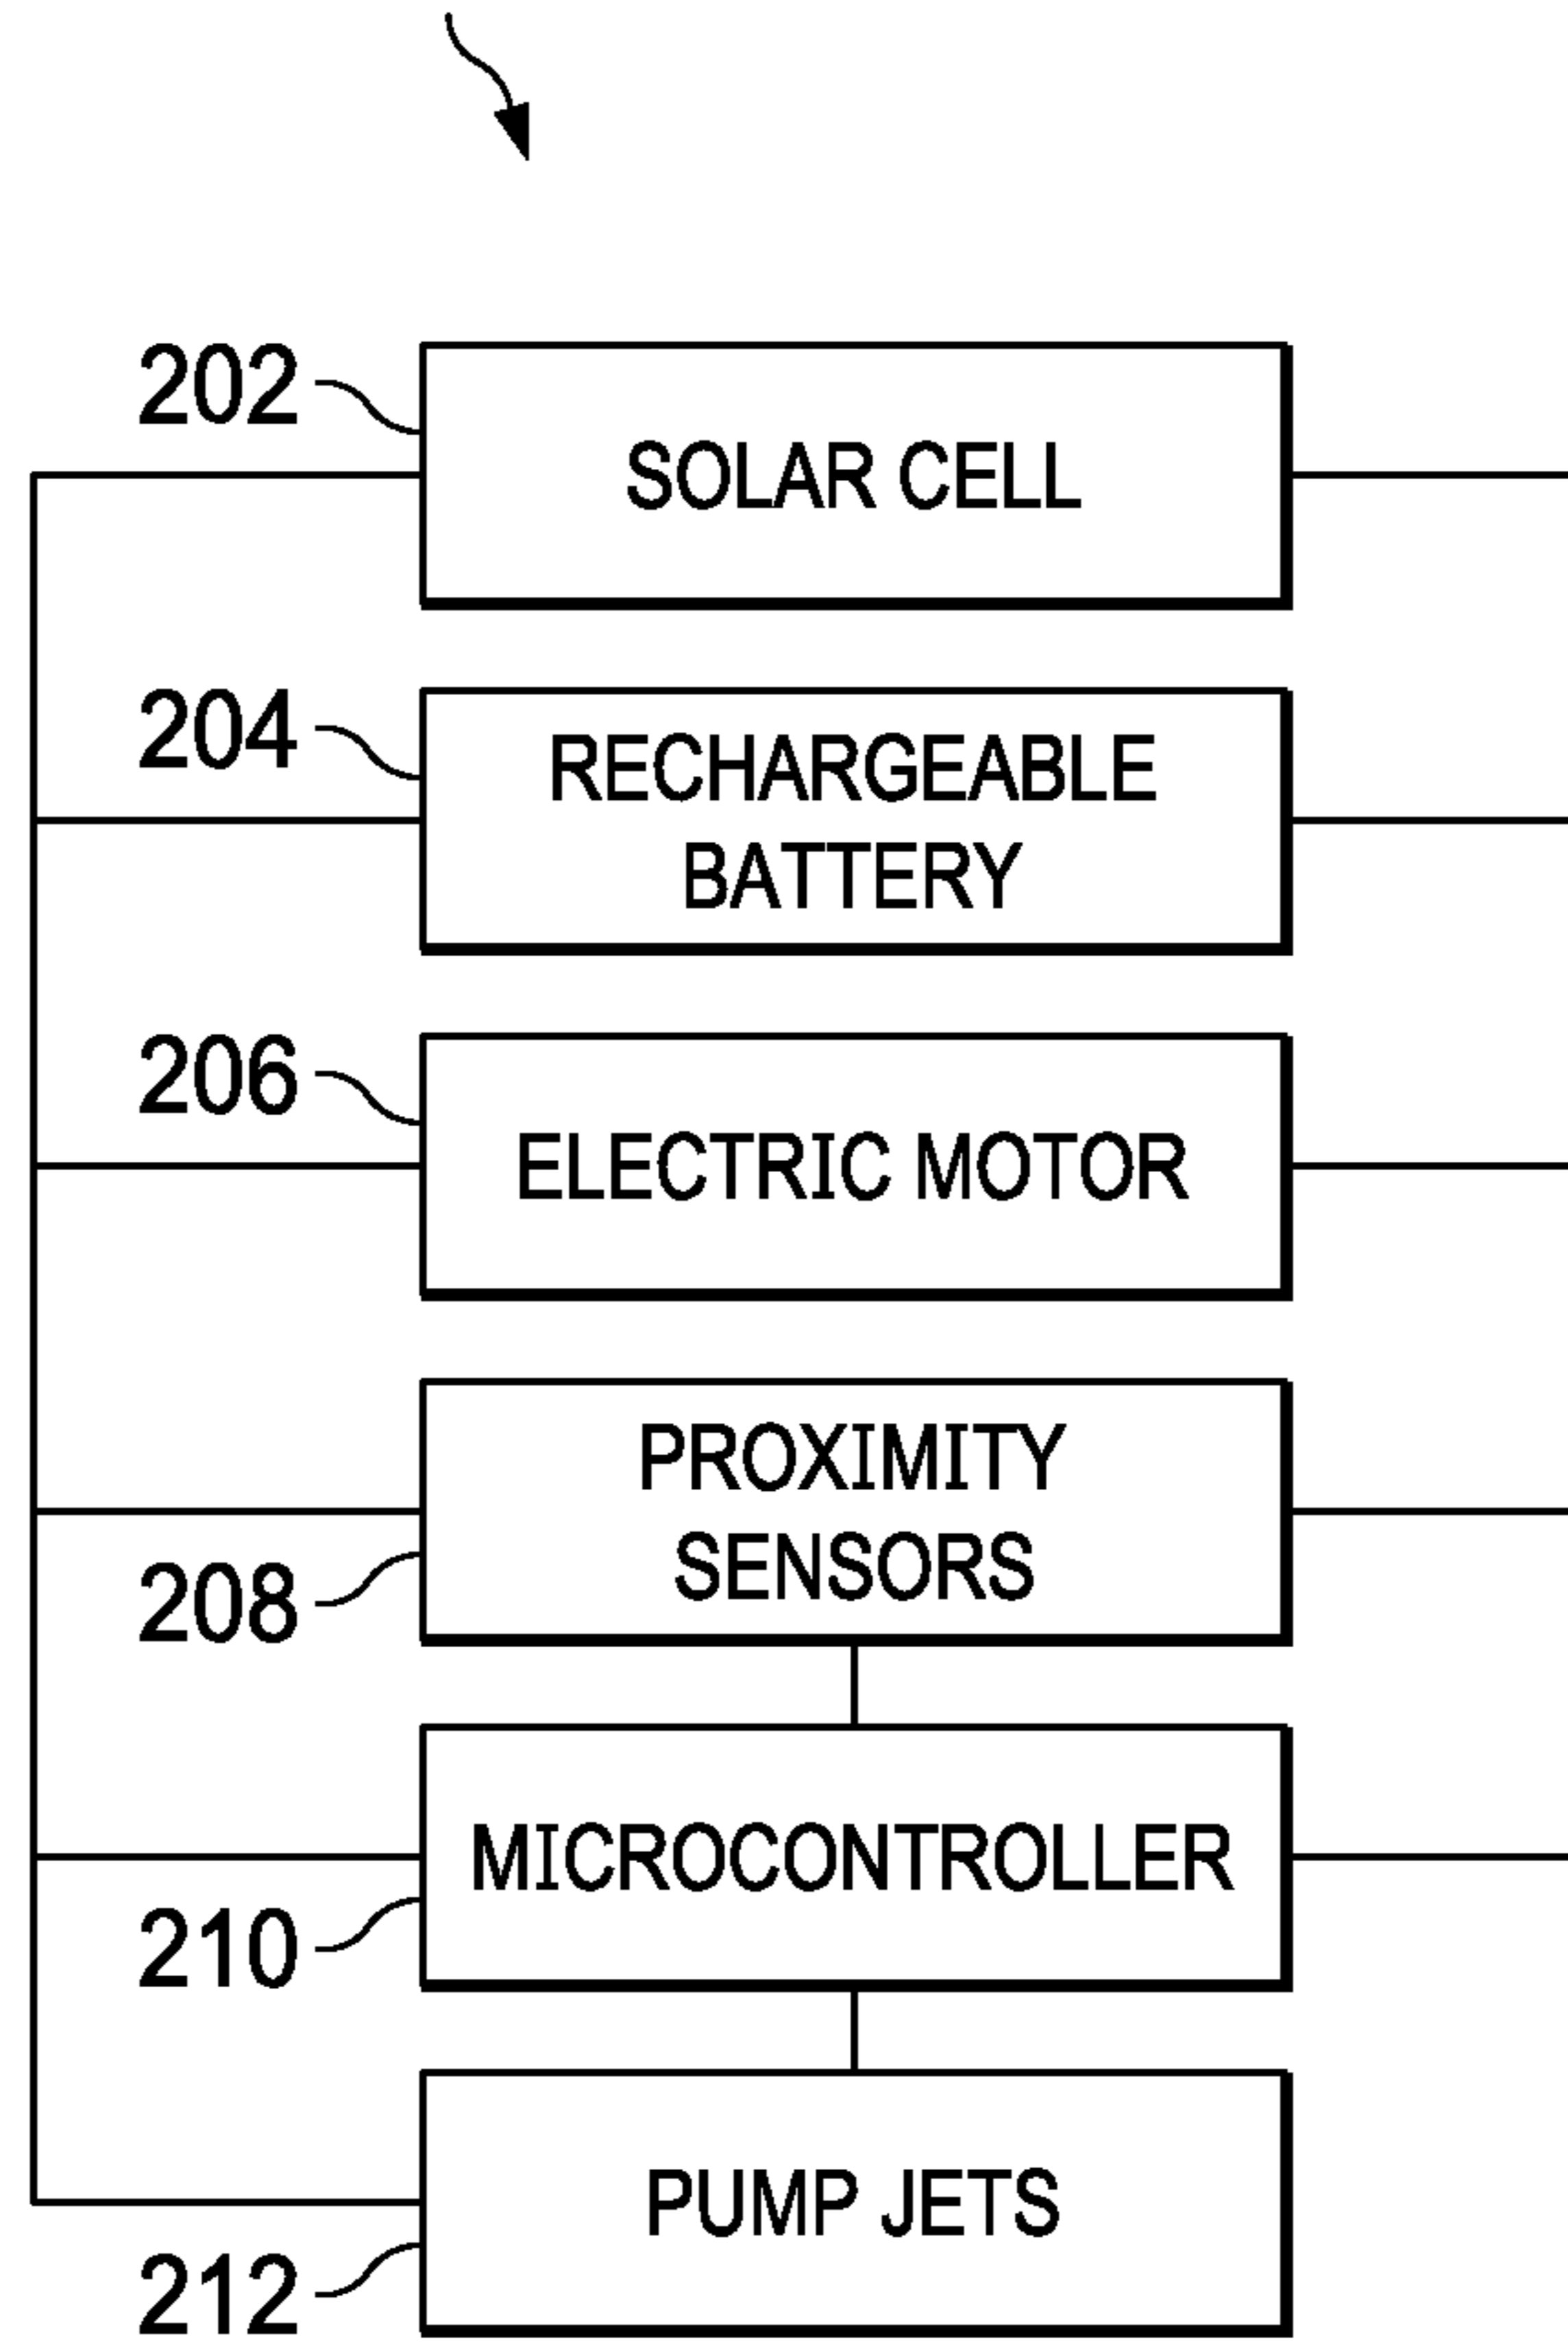 202
SOLAR CELL
204
RECHARGEABLE
BATTERY
206
ELECTRIC MOTOR
PROXIMITY
SENSORS
208
MICROCONTROLLER
210
PUMP JETS
212